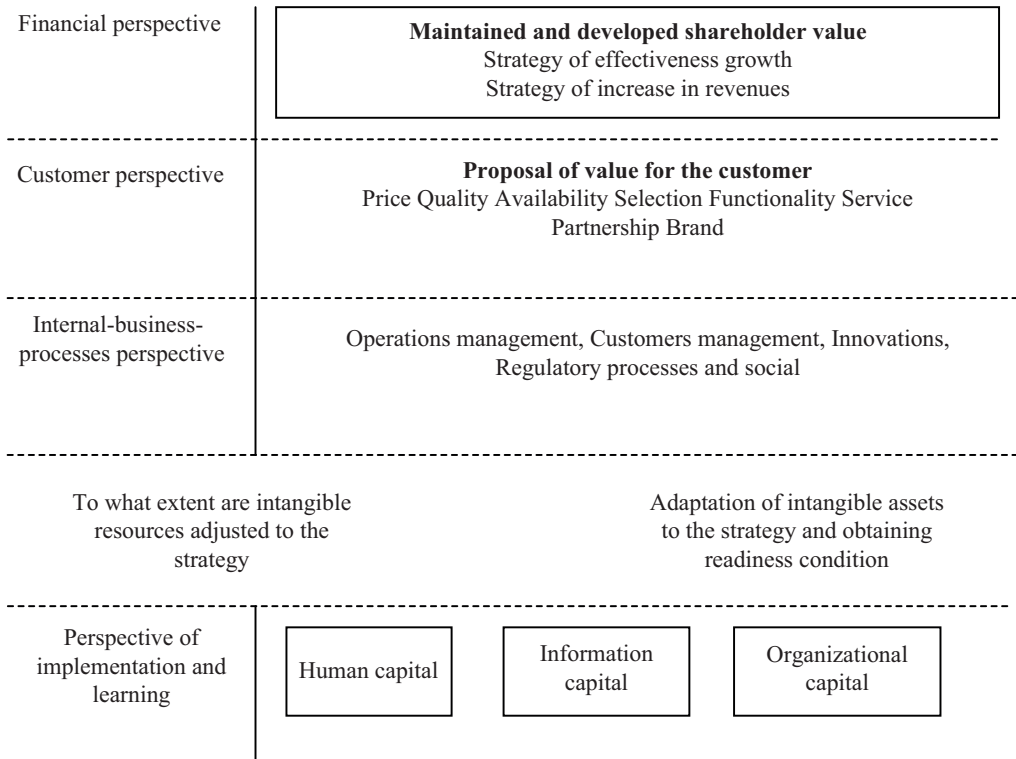 Financial perspective
Maintained and developed shareholder value
Strategy of effectiveness growth
Strategy of increase in revenues
Customer perspective
Proposal of value for the customer
Price Quality Availability Selection Functionality Service
Partnership Brand
Internal-business-
processes perspective
Operations management, Customers management, Innovations,
Regulatory processes and social
To what extent are intangible
resources adjusted to the
strategy
Adaptation of intangible assets
to the strategy and obtaining
readiness condition
Perspective of
implementation and
learning
Human capital
Information
capital
Organizational
capital